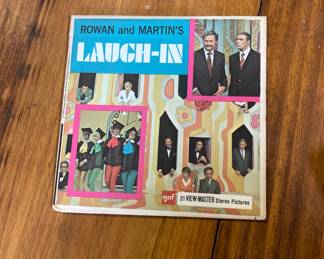 ROWAN and MARTIN'S
LAUGH-IN
gaf
21 VIEW-MASTER Stereo Pictures